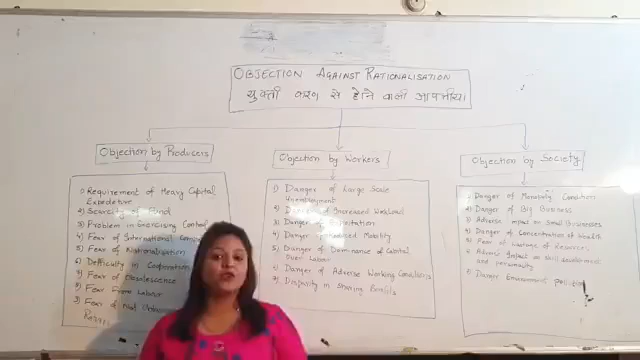 OBJECTION AGAINST RATIONALISATION
युक्ती करण से होने वाली आपत्तीया
Objection by Producers
1) Requirement of Heavy Capital
Expediture
2) Scarcity of Fund
3) Problem in Exercising Control
4) Fear of International
5) Fear of Nationalisation
6) Defficulty in Cooperation
7) Fear of Obsolescence
8) Fear From Labour
9) Fear of Not
Objection by Workers
1) Danger of Large Scale
Unemployment
2) Danger of Increased Workload
3) Danger of
4) Danger of Reduced Mobility
5) Danger of Dominance of Capital
Over Labour
6) Danger of Adverse Working Conditions
7) Disparity in Sharing Benefits
Objection by Society
1) Danger of Monopoly Condition
2) Danger of Big Business
3) Adverse Impact on Small Businesses
4) Danger of Concentration of Wealth
5) Fear of Wastage of
6) Adverse Impact on Skill development
and personality
7) Danger Environment pollution